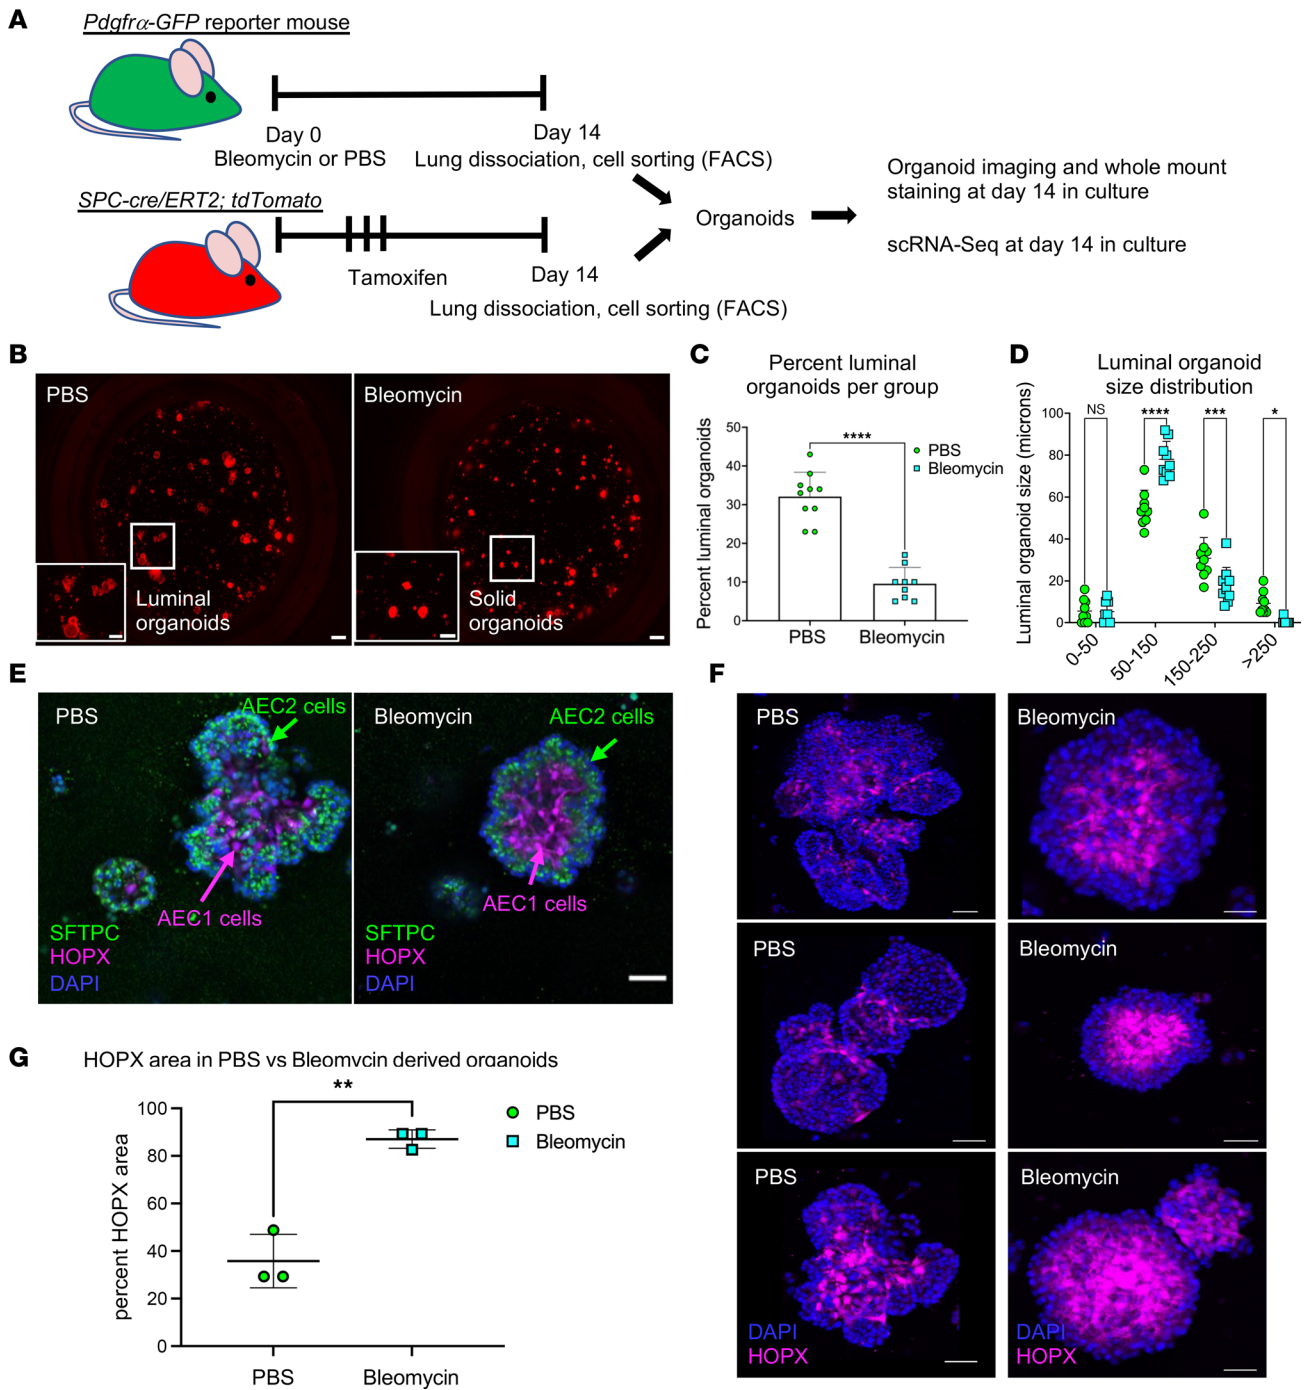 A
Pdgfrα-GFP reporter mouse
Day 0
Bleomycin or PBS
Day 14
Lung dissociation, cell sorting (FACS)
SPC-cre/ERT2; tdTomato
Tamoxifen
Day 14
Lung dissociation, cell sorting (FACS)
Organoids
Organoid imaging and whole mount
staining at day 14 in culture
scRNA-Seq at day 14 in culture
B
PBS
Luminal
organoids
Bleomycin
Solid
organoids
C
Percent luminal
organoids per group
Percent luminal organoids
50
40
30
20
10
0
****
PBS
Bleomycin
PBS
Bleomycin
D
Luminal organoid
size distribution
Luminal organoid size (microns)
100
80
60
40
20
0
NS
****
***
*
0-50
50-150
150-250
>250
E
PBS
AEC2 cells
AEC1 cells
SFTPC
HOPX
DAPI
Bleomycin
AEC2 cells
AEC1 cells
SFTPC
HOPX
DAPI
F
PBS
Bleomycin
PBS
Bleomycin
PBS
DAPI
HOPX
Bleomycin
DAPI
HOPX
G
HOPX area in PBS vs Bleomycin derived organoids
percent HOPX area
100
80
60
40
20
0
**
PBS
Bleomycin
PBS
Bleomycin